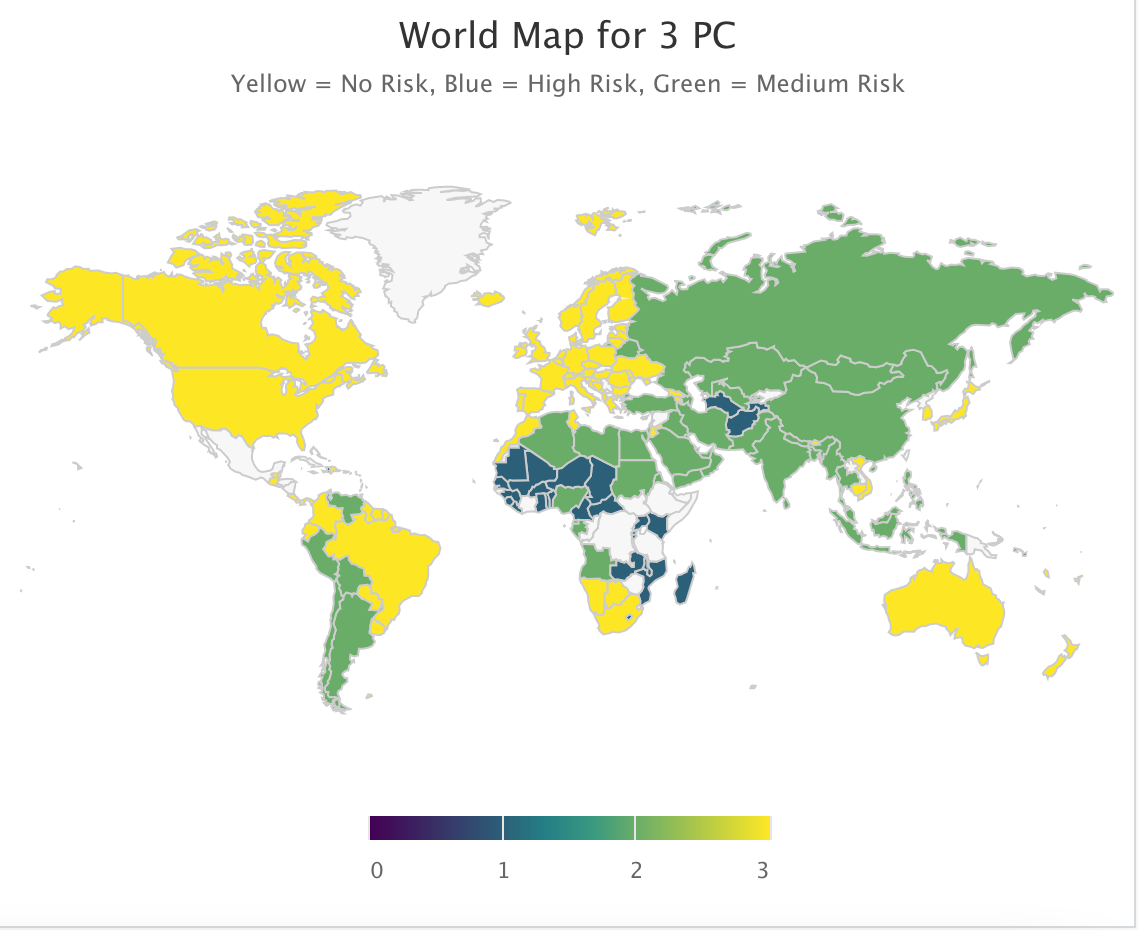 World Map for 3 PC
Yellow = No Risk, Blue = High Risk, Green = Medium Risk
0 1 2 3